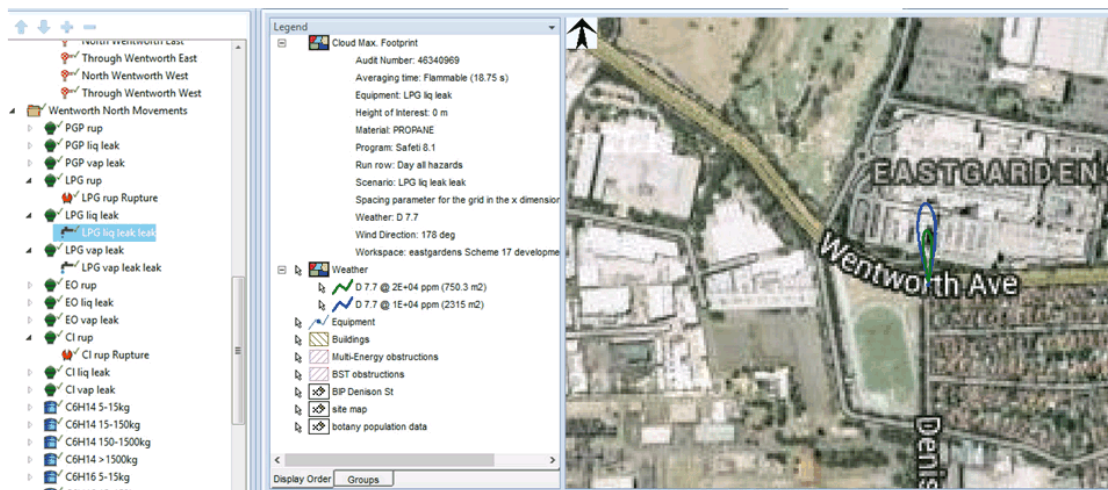 North Wentworth East
Through Wentworth East
North Wentworth West
Through Wentworth West
Wentworth North Movements
PGP rup
PGP liq leak
PGP vap leak
LPG rup
LPG rup Rupture
LPG liq leak
LPG liq leak leak
LPG vap leak
LPG vap leak leak
EO rup
EO liq leak
EO vap leak
CI rup
CI rup Rupture
CI liq leak
CI vap leak
C6H14 5-15kg
C6H14 15-150kg
C6H14 150-1500kg
C6H14 >1500kg
C6H16 5-15kg
Legend
Cloud Max. Footprint
Audit Number: 46340969
Averaging time: Flammable (18.75 s)
Equipment: LPG liq leak
Height of Interest: 0 m
Material: PROPANE
Program: Safeti 8.1
Run row: Day all hazards
Scenario: LPG liq leak leak
Spacing parameter for the grid in the x dimension
Weather: D 7.7
Wind Direction: 178 deg
Workspace: eastgardens Scheme 17 developme
Weather
D 7.7 @ 2E+04 ppm (750.3 m2)
D 7.7 @ 1E+04 ppm (2315 m2)
Equipment
Buildings
Multi-Energy obstructions
BST obstructions
BIP Denison St
site map
botany population data
Display Order
Groups
EASTGARDENS
Wentworth Ave
Denis